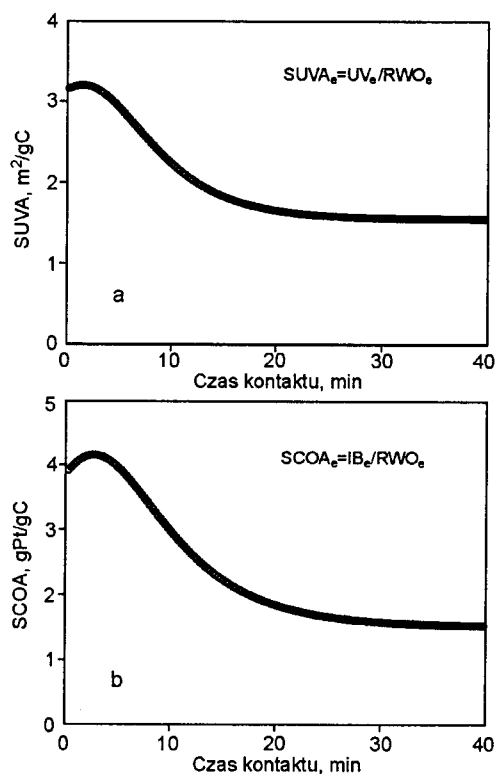 4
SUVAe=UVe/RWOe
3
SUVA, m²/gC
2
1
a
0
0 10 20 30 40
Czas kontaktu, min
5
SCOAe=IBe/RWOe
4
3
SCOA, gPt/gC
2
1
b
0
0 10 20 30 40
Czas kontaktu, min